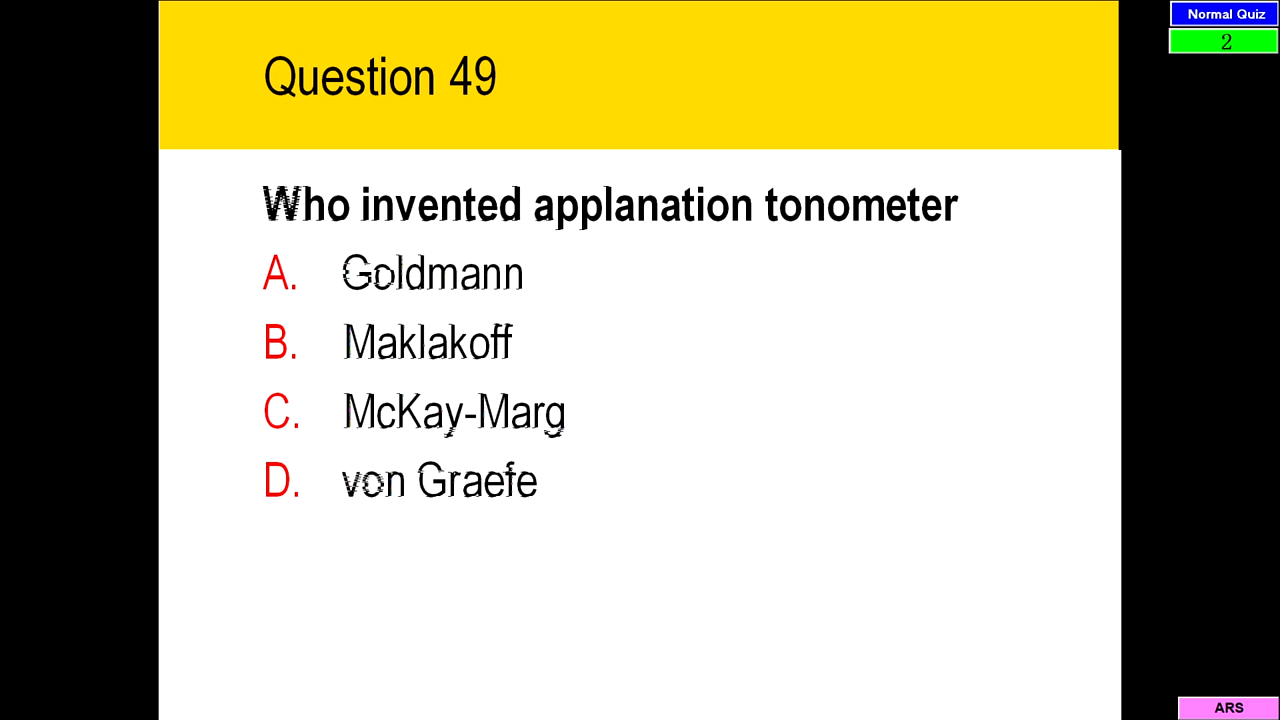 Normal Quiz
2
Question 49
Who invented applanation tonometer
A. Goldmann
B. Maklakoff
C. McKay-Marg
D. von Graefe
ARS